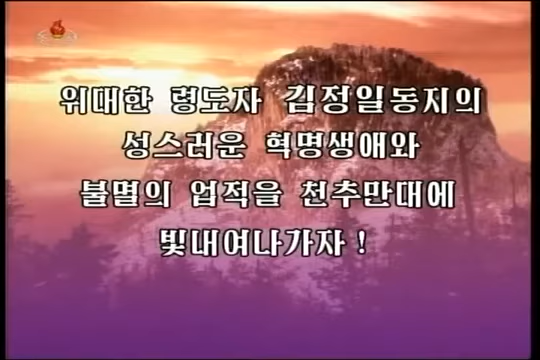 위대한 령도자 김정일동지의
성스러운 혁명생애와
불멸의 업적을 천추만대에
빛내여나가자!